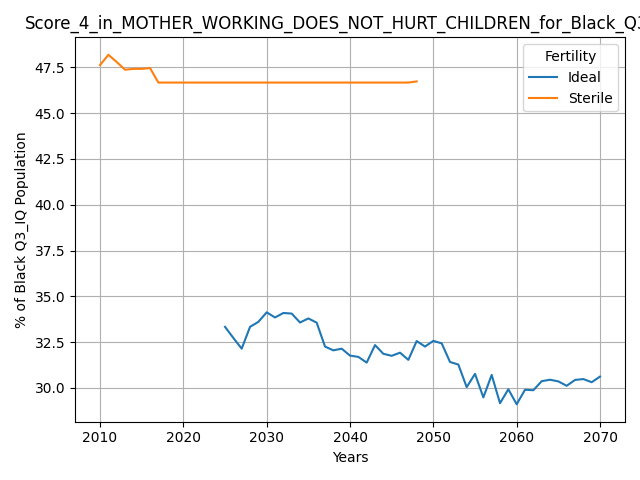 Score_4_in_MOTHER_WORKING_DOES_NOT_HURT_CHILDREN_for_Black_Q3
Fertility
Ideal
Sterile
% of Black Q3_IQ Population
47.5
45.0
42.5
40.0
37.5
35.0
32.5
30.0
2010 2020 2030 2040 2050 2060 2070
Years